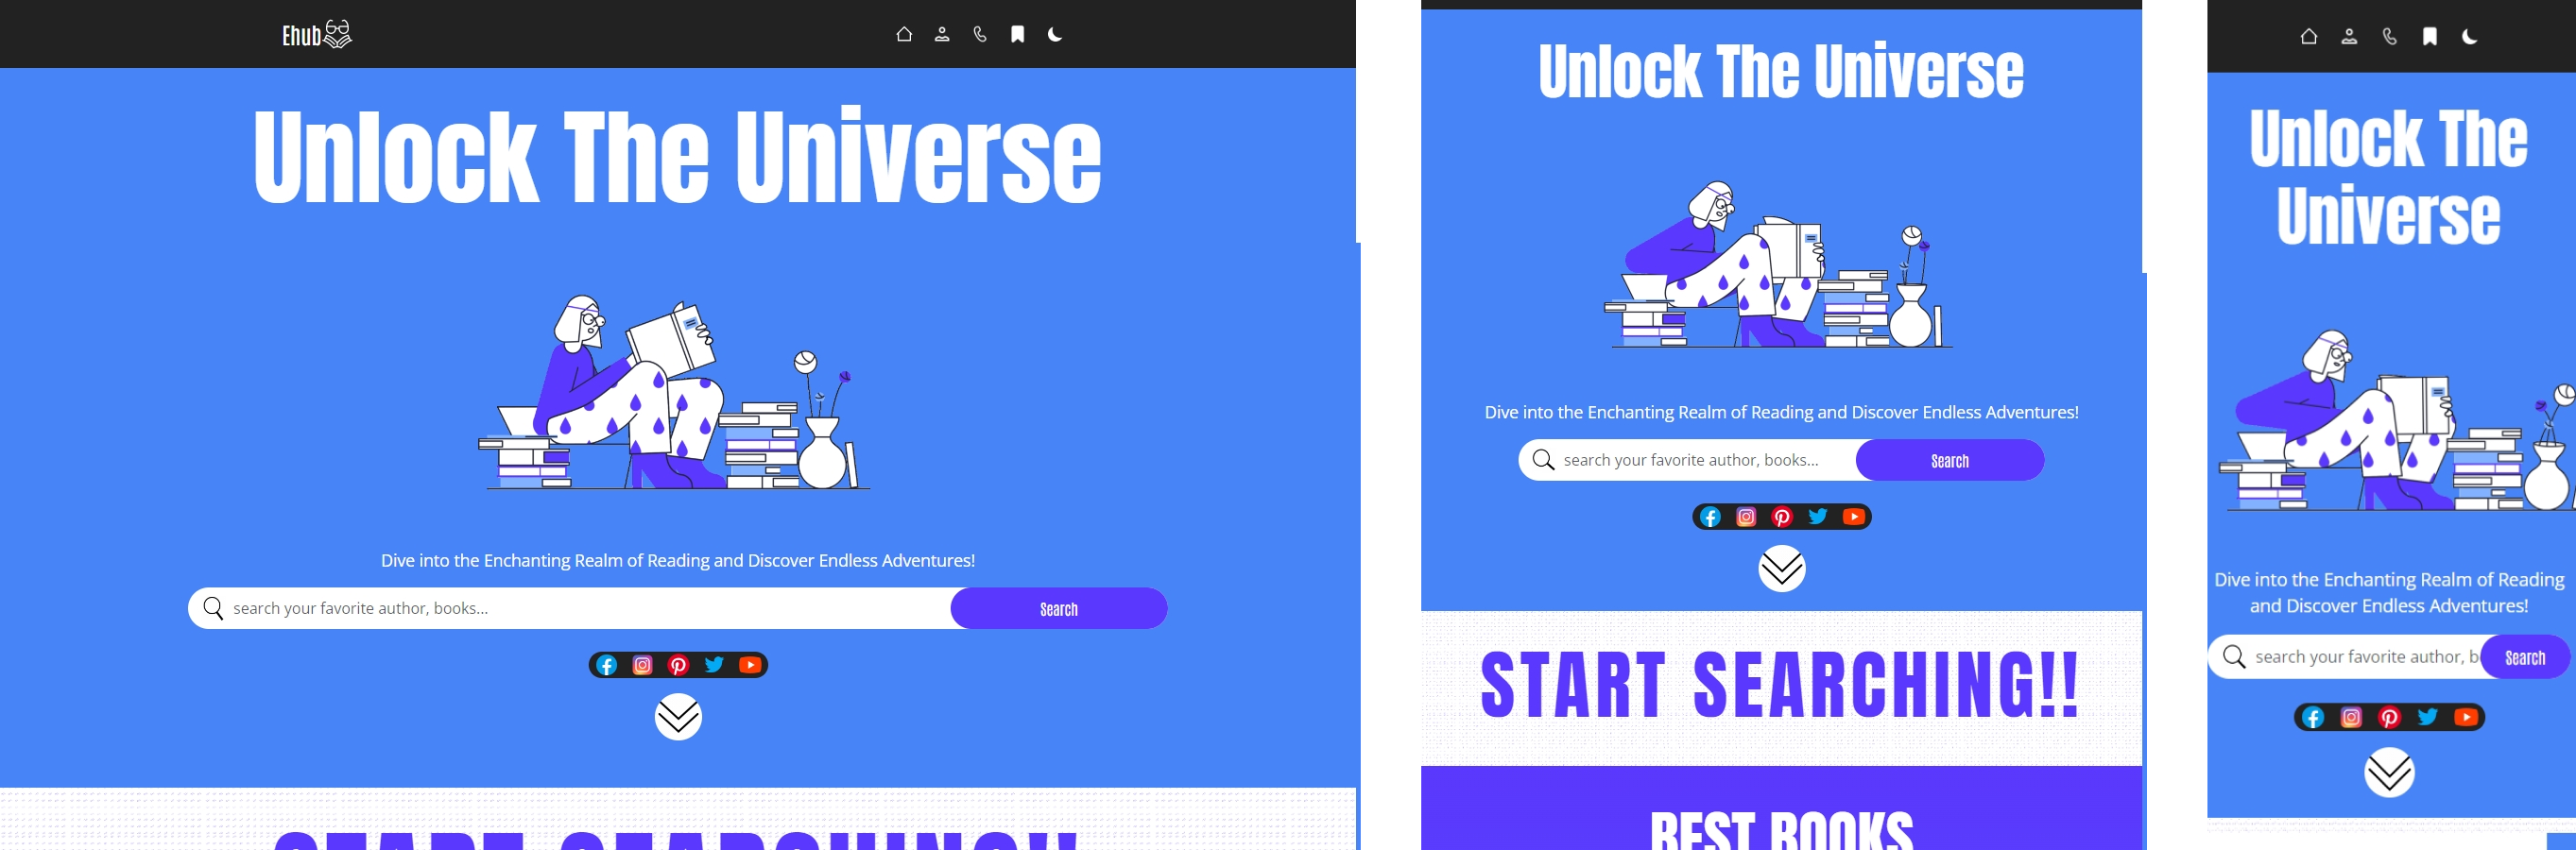 Ehub
Unlock The Universe
Dive into the Enchanting Realm of Reading and Discover Endless Adventures!
search your favorite author, books...
Search
START SEARCHING!!
Unlock The Universe
Dive into the Enchanting Realm of Reading and Discover Endless Adventures!
search your favorite author, books...
Search
START SEARCHING!!
BEST BOOKS
Unlock The
Universe
Dive into the Enchanting Realm of Reading
and Discover Endless Adventures!
search your favorite author, b
Search